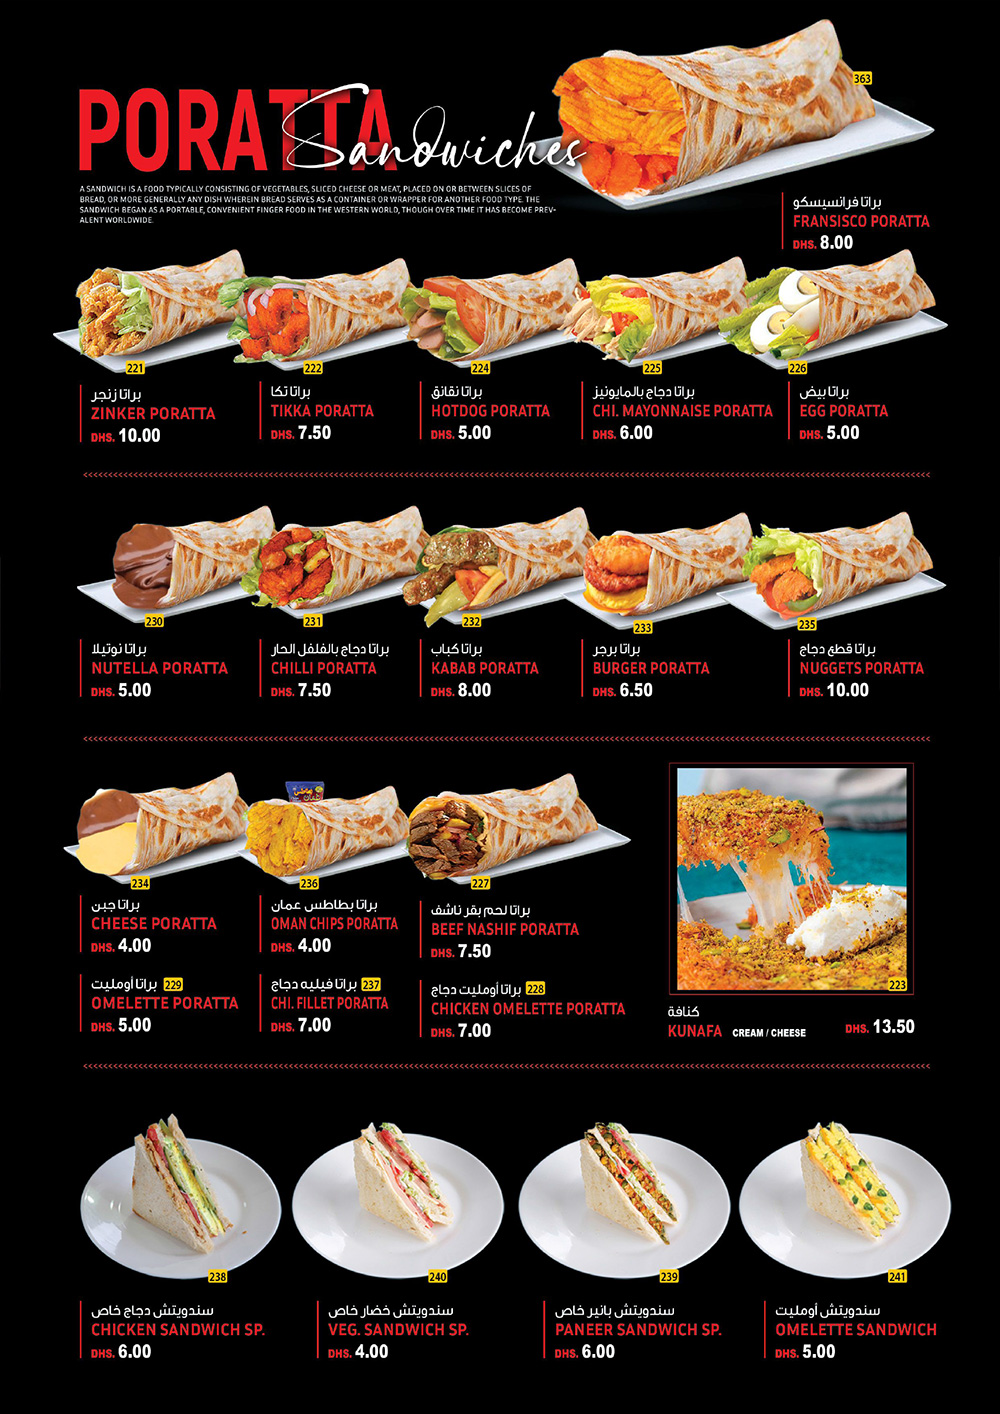 PORATTA
Sandwiches
A SANDWICH IS A FOOD TYPICALLY CONSISTING OF VEGETABLES, SLICED CHEESE OR MEAT, PLACED ON OR BETWEEN SLICES OF
BREAD, OR MORE GENERALLY ANY DISH WHEREIN BREAD SERVES AS A CONTAINER OR WRAPPER FOR ANOTHER FOOD TYPE. THE
SANDWICH BEGAN AS A PORTABLE, CONVENIENT FINGER FOOD IN THE WESTERN WORLD, THOUGH OVER TIME IT HAS BECOME PREV-
ALENT WORLDWIDE.
363
براتا فرانسيسكو
FRANSISCO PORATTA
DHS. 8.00
221
براتا زنجر
ZINKER PORATTA
DHS. 10.00
222
براتا تكا
TIKKA PORATTA
DHS. 7.50
224
براتا نقانق
HOTDOG PORATTA
DHS. 5.00
225
براتا دجاج بالمايونيز
CHI. MAYONNAISE PORATTA
DHS. 6.00
226
براتا بيض
EGG PORATTA
DHS. 5.00
230
براتا نوتيلا
NUTELLA PORATTA
DHS. 5.00
231
براتا دجاج بالفلفل الحار
CHILLI PORATTA
DHS. 7.50
232
براتا كباب
KABAB PORATTA
DHS. 8.00
233
براتا برجر
BURGER PORATTA
DHS. 6.50
235
براتا قطع دجاج
NUGGETS PORATTA
DHS. 10.00
234
براتا جبن
CHEESE PORATTA
DHS. 4.00
236
براتا بطاطس عمان
OMAN CHIPS PORATTA
DHS. 4.00
227
براتا لحم بقر ناشف
BEEF NASHIF PORATTA
DHS. 7.50
براتا أومليت 229
OMELETTE PORATTA
DHS. 5.00
براتا فيليه دجاج 237
CHI. FILLET PORATTA
DHS. 7.00
براتا أومليت دجاج 228
CHICKEN OMELETTE PORATTA
DHS. 7.00
223
كنافة
KUNAFA CREAM / CHEESE DHS. 13.50
238
سندويتش دجاج خاص
CHICKEN SANDWICH SP.
DHS. 6.00
240
سندويتش خضار خاص
VEG. SANDWICH SP.
DHS. 4.00
239
سندويتش بانير خاص
PANEER SANDWICH SP.
DHS. 6.00
241
سندويتش أومليت
OMELETTE SANDWICH
DHS. 5.00